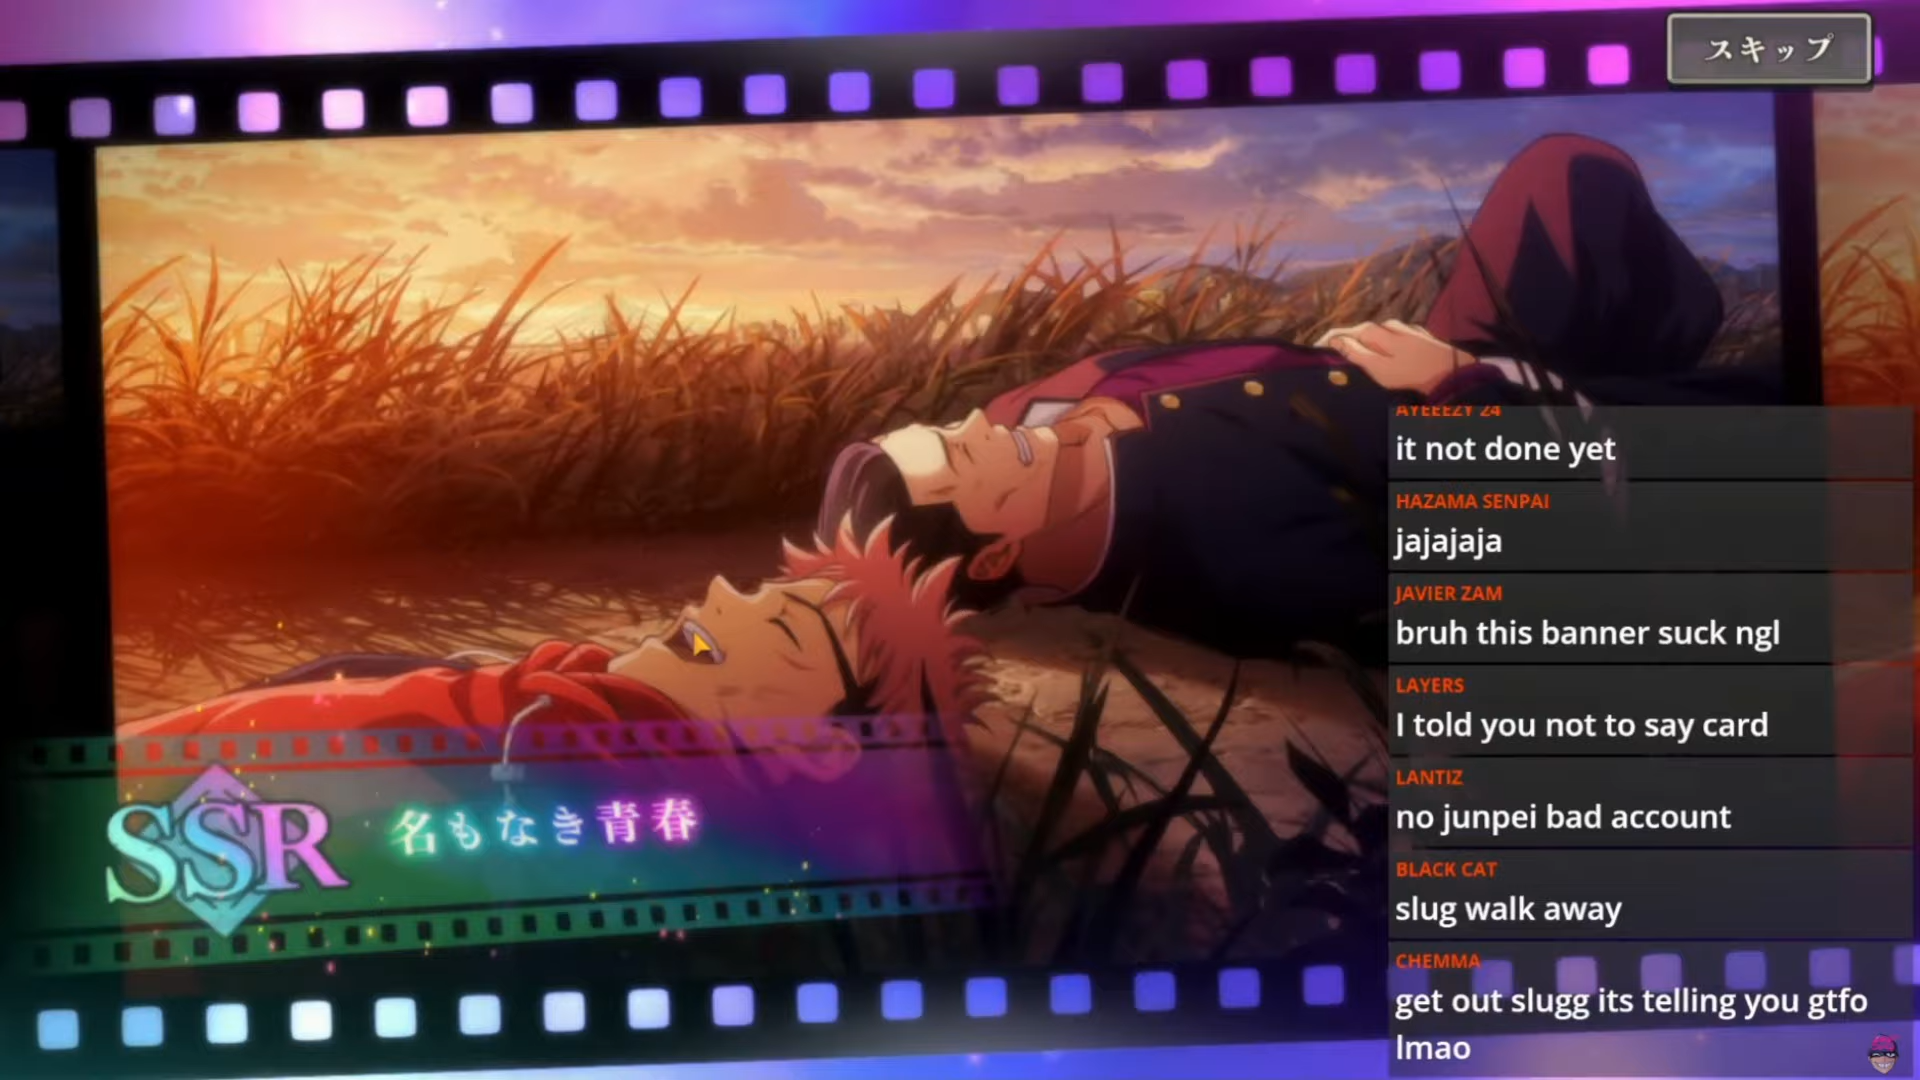 スキップ
AYEEEZY 24
it not done yet
HAZAMA SENPAI
jajajaja
JAVIER ZAM
bruh this banner suck ngl
LAYERS
I told you not to say card
LANTIZ
no junpei bad account
BLACK CAT
slug walk away
CHEMMA
get out slugg its telling you gtfo
lmao
SSR 名もなき青春